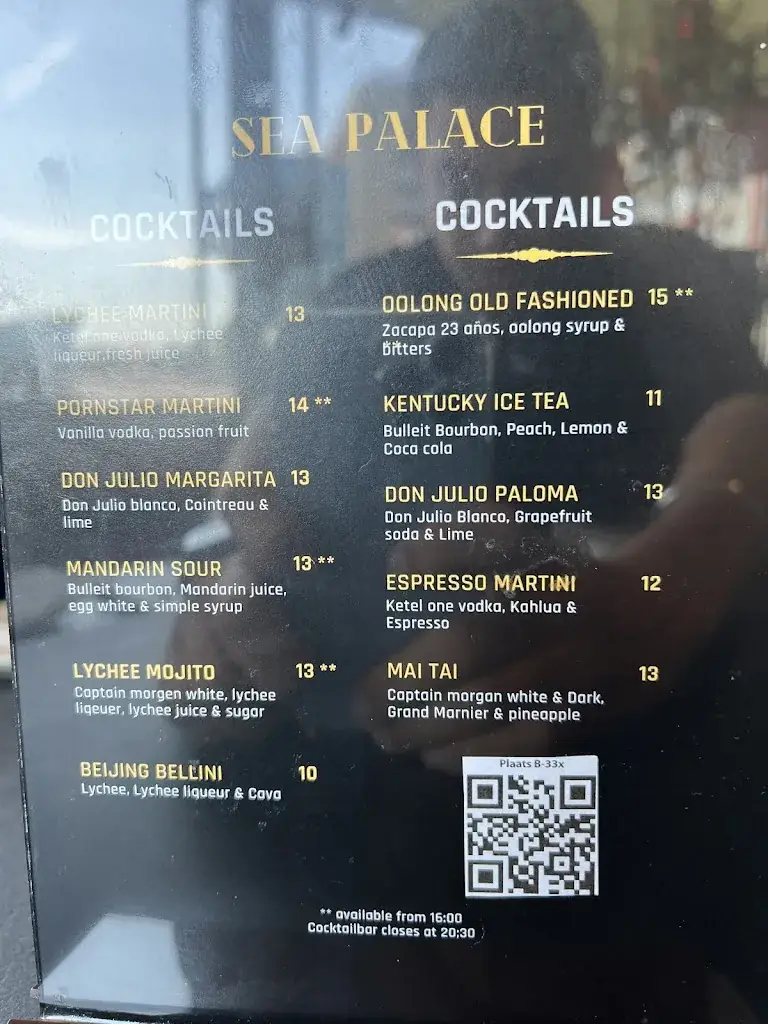 SEA PALACE
COCKTAILS
LYCHEE MARTINI 13
Ketel one vodka, Lychee
liqueur,fresh juice
PORNSTAR MARTINI 14 **
Vanilla vodka, passion fruit
DON JULIO MARGARITA 13
Don Julio blanco, Cointreau &
lime
MANDARIN SOUR 13 **
Bulleit bourbon, Mandarin juice,
egg white & simple syrup
LYCHEE MOJITO 13 **
Captain morgen white, lychee
liqeuer, lychee juice & sugar
BEIJING BELLINI 10
Lychee, Lychee liqueur & Cava
COCKTAILS
OOLONG OLD FASHIONED 15 **
Zacapa 23 años, oolong syrup &
bitters
**
KENTUCKY ICE TEA 11
Bulleit Bourbon, Peach, Lemon &
Coca cola
DON JULIO PALOMA 13
Don Julio Blanco, Grapefruit
soda & Lime
ESPRESSO MARTINI 12
Ketel one vodka, Kahlua &
Espresso
MAI TAI 13
Captain morgan white & Dark,
Grand Marnier & pineapple
Plaats B-33x
** available from 16:00
Cocktailbar closes at 20;30